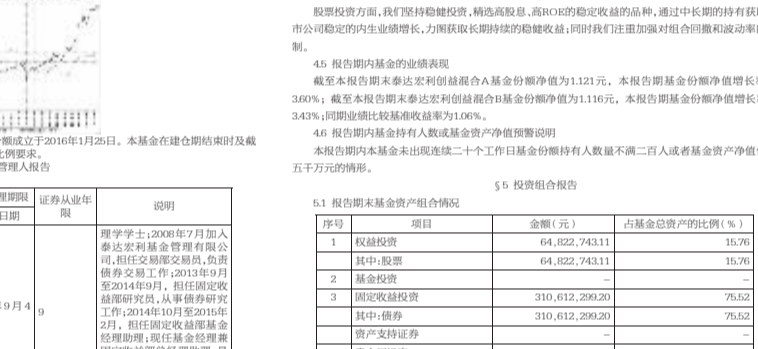 份额成立于2016年1月25日。本基金在建仓期结束时及截
比例要求。
管理人报告
理期限 证券从业年限 说明
日期
年9月4 9
理学学士;2008年7月加入
泰达宏利基金管理有限公
司,担任交易部交易员,负责
债券交易工作;2013年9月
至2014年9月,担任固定收
益部研究员,从事债券研究
工作;2014年10月至2015年
2月,担任固定收益部基金
经理助理;现任基金经理兼
股票投资方面,我们坚持稳健投资,精选高股息、高ROE的稳定收益的品种,通过中长期的持有获
市公司稳定的内生业绩增长,力图获取长期持续的稳健收益;同时我们注重加强对组合回撤和波动率
制。
4.5 报告期内基金的业绩表现
截至本报告期末泰达宏利创益混合A基金份额净值为1.121元,本报告期基金份额净值增长
3.60%;截至本报告期末泰达宏利创益混合B基金份额净值为1.116元,本报告期基金份额净值增长
3.43%;同期业绩比较基准收益率为1.06%。
4.6 报告期内基金持有人数或基金资产净值预警说明
本报告期内本基金未出现连续二十个工作日基金份额持有人数量不满二百人或者基金资产净值
五千万元的情形。
§5 投资组合报告
5.1 报告期末基金资产组合情况
序号 项目 金额(元) 占基金总资产的比例(%)
1 权益投资 64,822,743.11 15.76
其中:股票 64,822,743.11 15.76
2 基金投资 – –
3 固定收益投资 310,612,299.20 75.52
其中:债券 310,612,299.20 75.52
资产支持证券 – –